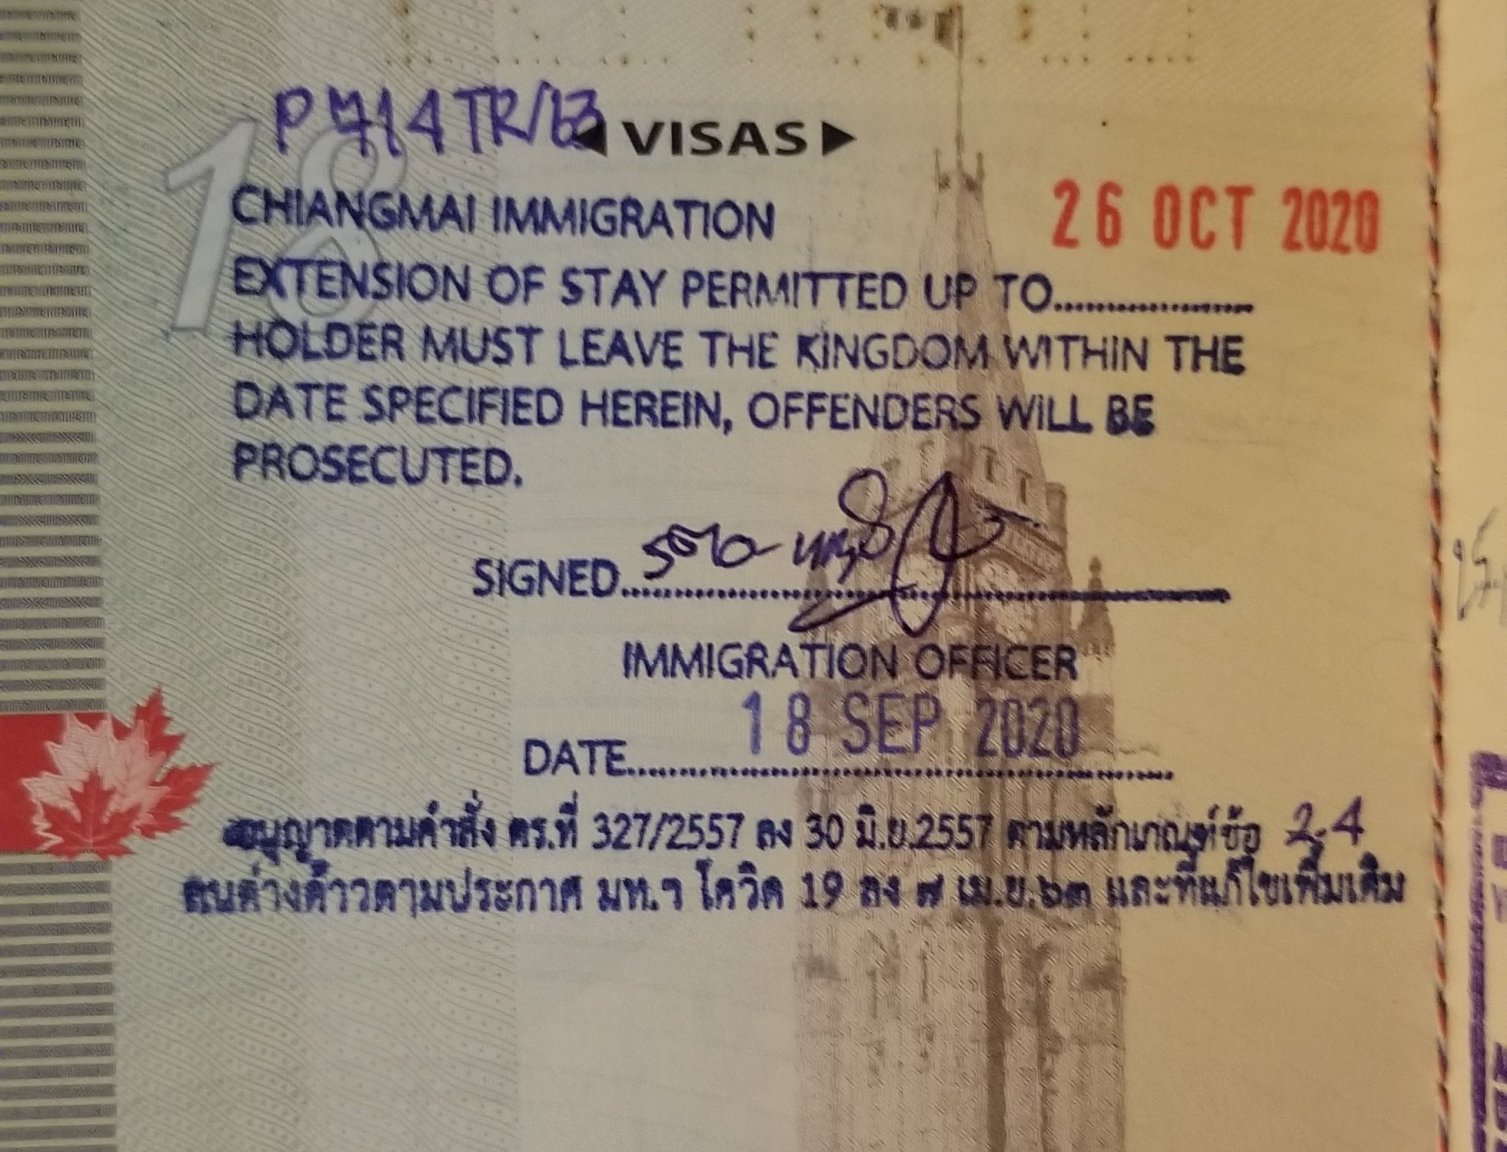 P 714 TR/63
◀ VISAS ▶
18
CHIANGMAI IMMIGRATION
26 OCT 2020
EXTENSION OF STAY PERMITTED UP TO....................
HOLDER MUST LEAVE THE KINGDOM WITHIN THE
DATE SPECIFIED HEREIN, OFFENDERS WILL BE
PROSECUTED.
SIGNED....................
IMMIGRATION OFFICER
18 SEP 2020
DATE....................
อนุญาตตามคำสั่ง ตร.ที่ 327/2557 ลง 30 มิ.ย.2557 ตามหลักเกณฑ์ข้อ 2.4
คนต่างด้าวตามประกาศ มท.ฯ โควิด 19 ลง ๗ เม.ย.๖๓ และที่แก้ไขเพิ่มเติม